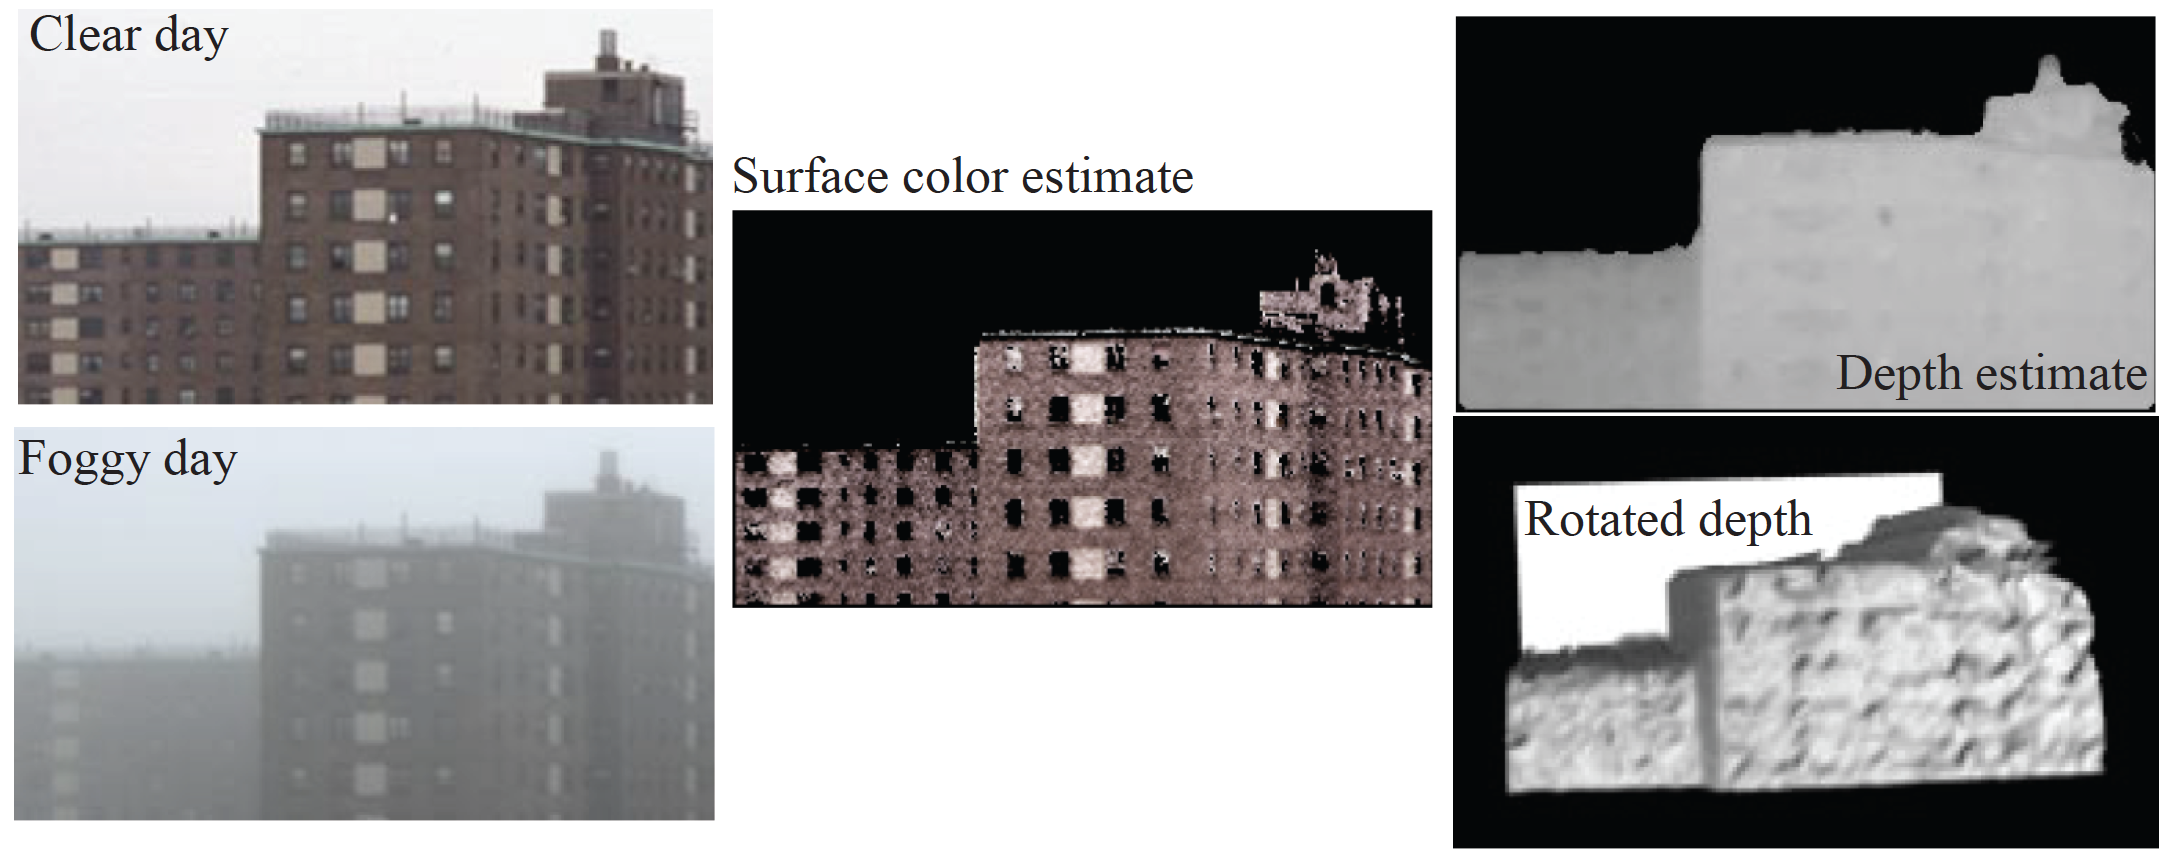 Clear day
Foggy day
Surface color estimate
Depth estimate
Rotated depth